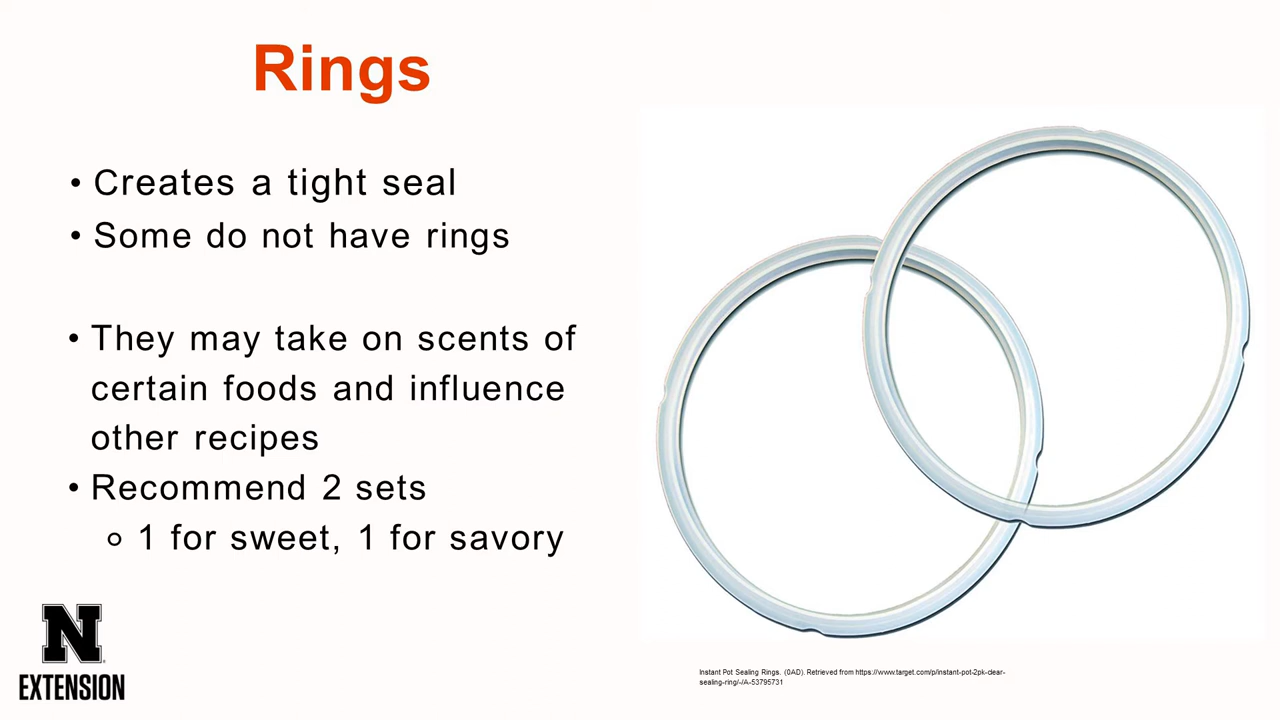 Rings
• Creates a tight seal
• Some do not have rings
• They may take on scents of
certain foods and influence
other recipes
• Recommend 2 sets
○ 1 for sweet, 1 for savory
N
EXTENSION
Instant Pot Sealing Rings. (0AD). Retrieved from https://www.target.com/p/instant-pot-2pk-clear-
sealing-ring/-/A-53795731